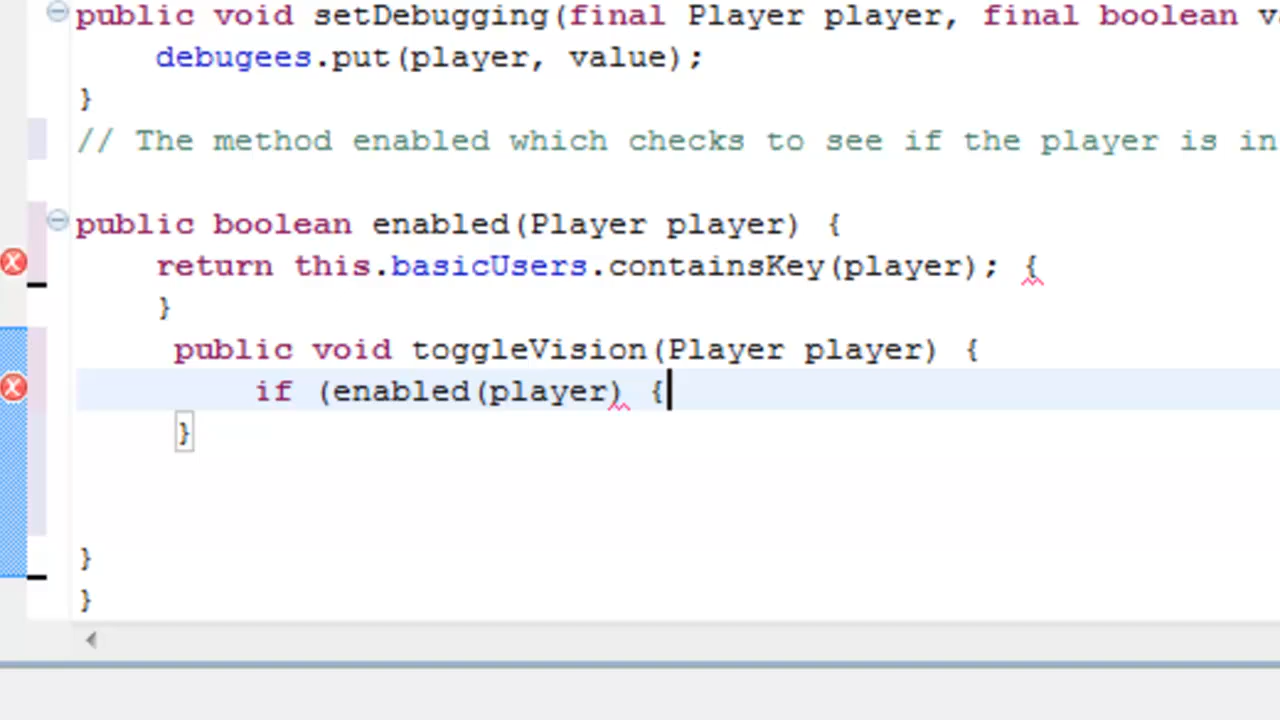 public void setDebugging(final Player player, final boolean
debugees.put(player, value);
}
// The method enabled which checks to see if the player is in
public boolean enabled(Player player) {
return this.basicUsers.containsKey(player); {
}
public void toggleVision(Player player) {
if (enabled(player) {
}
}
}